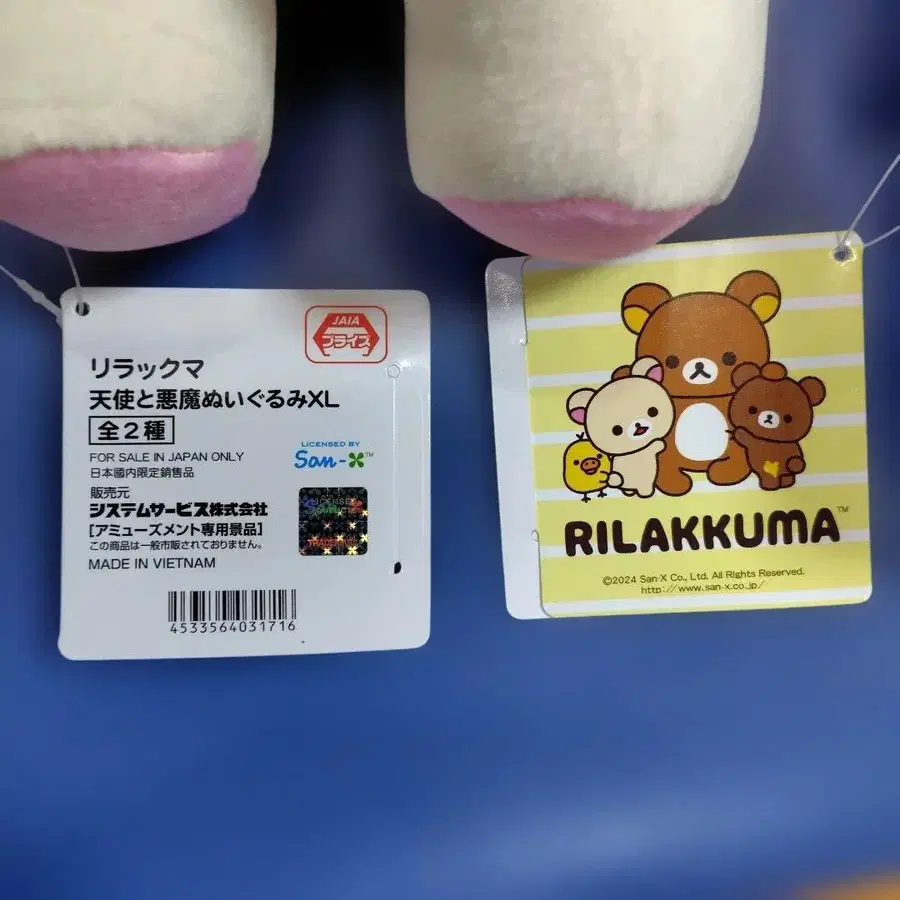 JAIA
プライズ
リラックマ
天使と悪魔ぬいぐるみXL
全2種
FOR SALE IN JAPAN ONLY
日本國内限定銷售品
LICENSED BY
San-X™
販売元
システムサービス株式会社
[アミューズメント専用景品]
この商品は一般市販されておりません。
MADE IN VIETNAM
4533564031716
RILAKKUMA™
©2024 San-X Co., Ltd. All Rights Reserved.
http://www.san-x.co.jp/